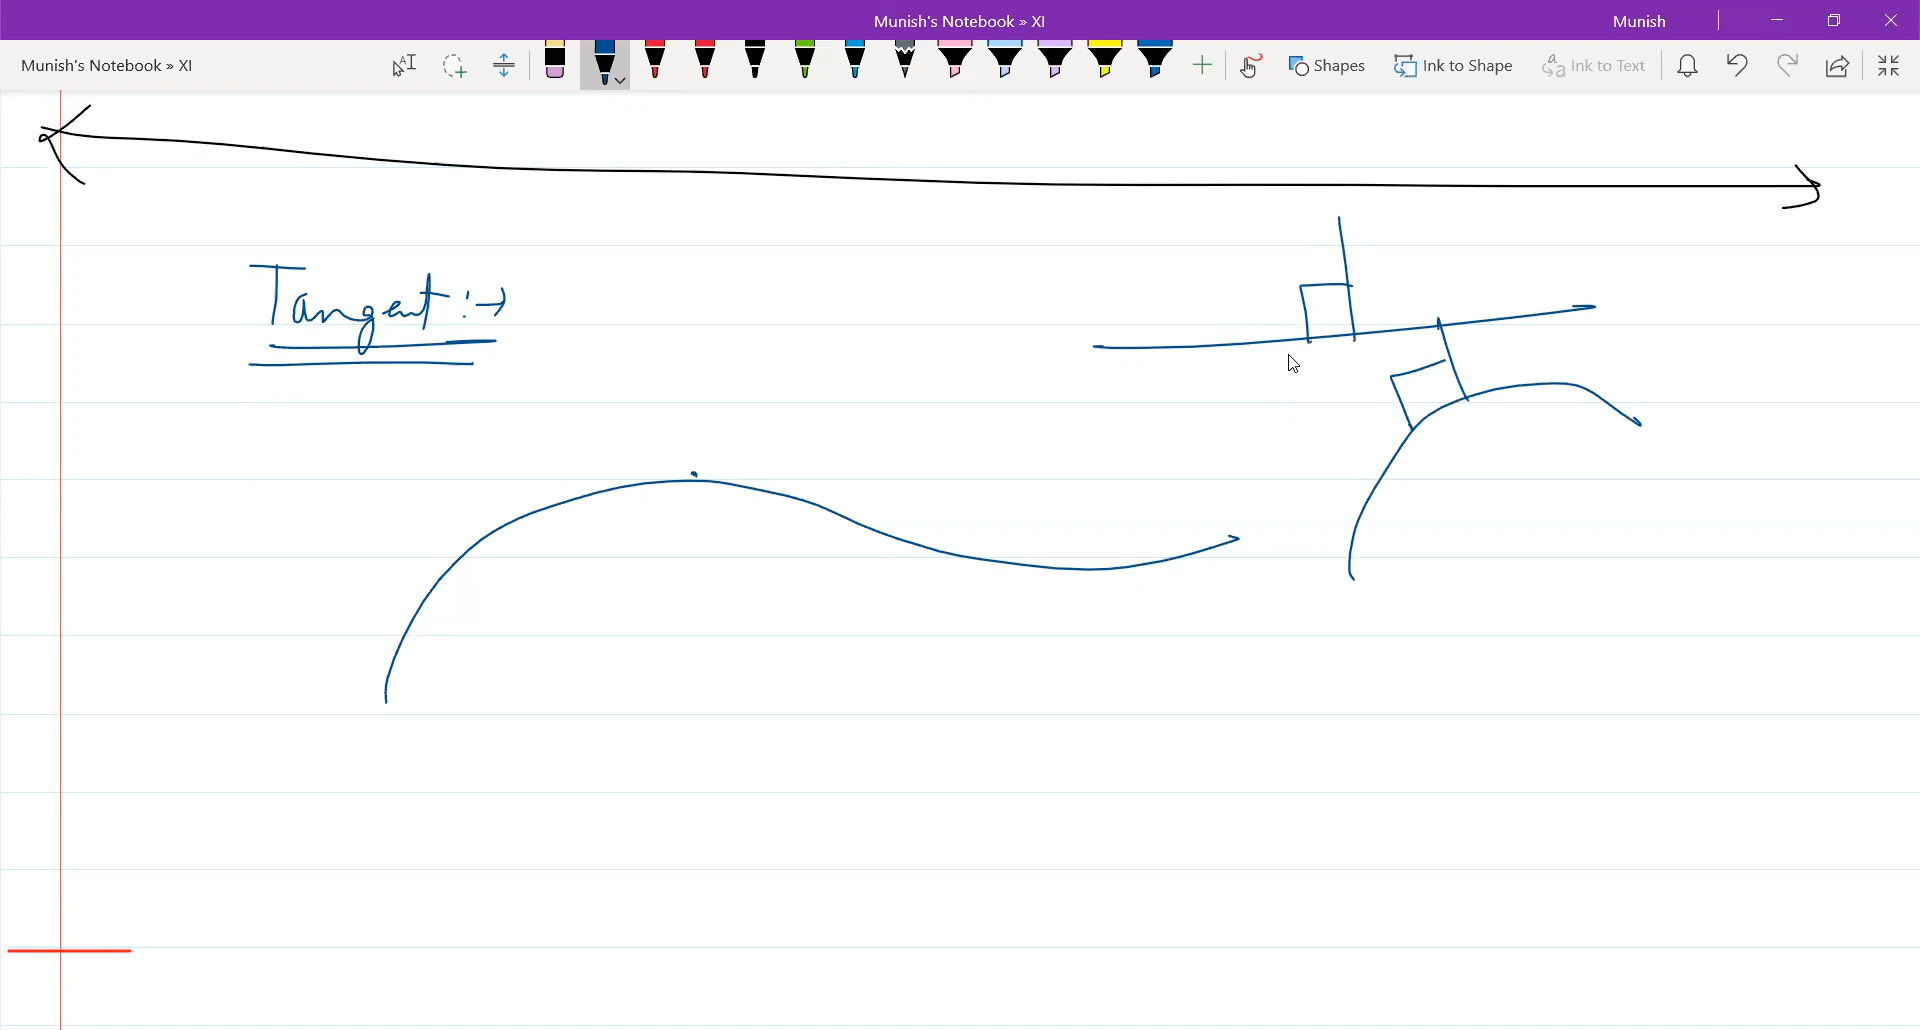 Munish's Notebook » XI
Munish
Munish's Notebook » XI
Shapes
Ink to Shape
Ink to Text
Tangent :→